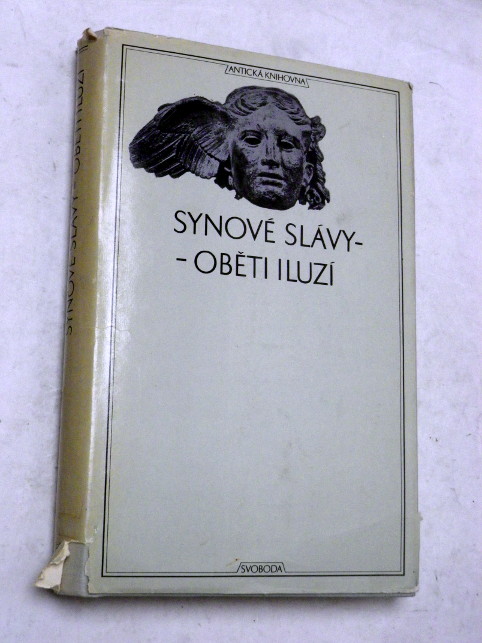 ANTICKÁ KNIHOVNA
SYNOVÉ SLÁVY-
- OBĚTI ILUZÍ
SVOBODA
SYNOVÉ SLÁVY - OBĚTI ILUZÍ